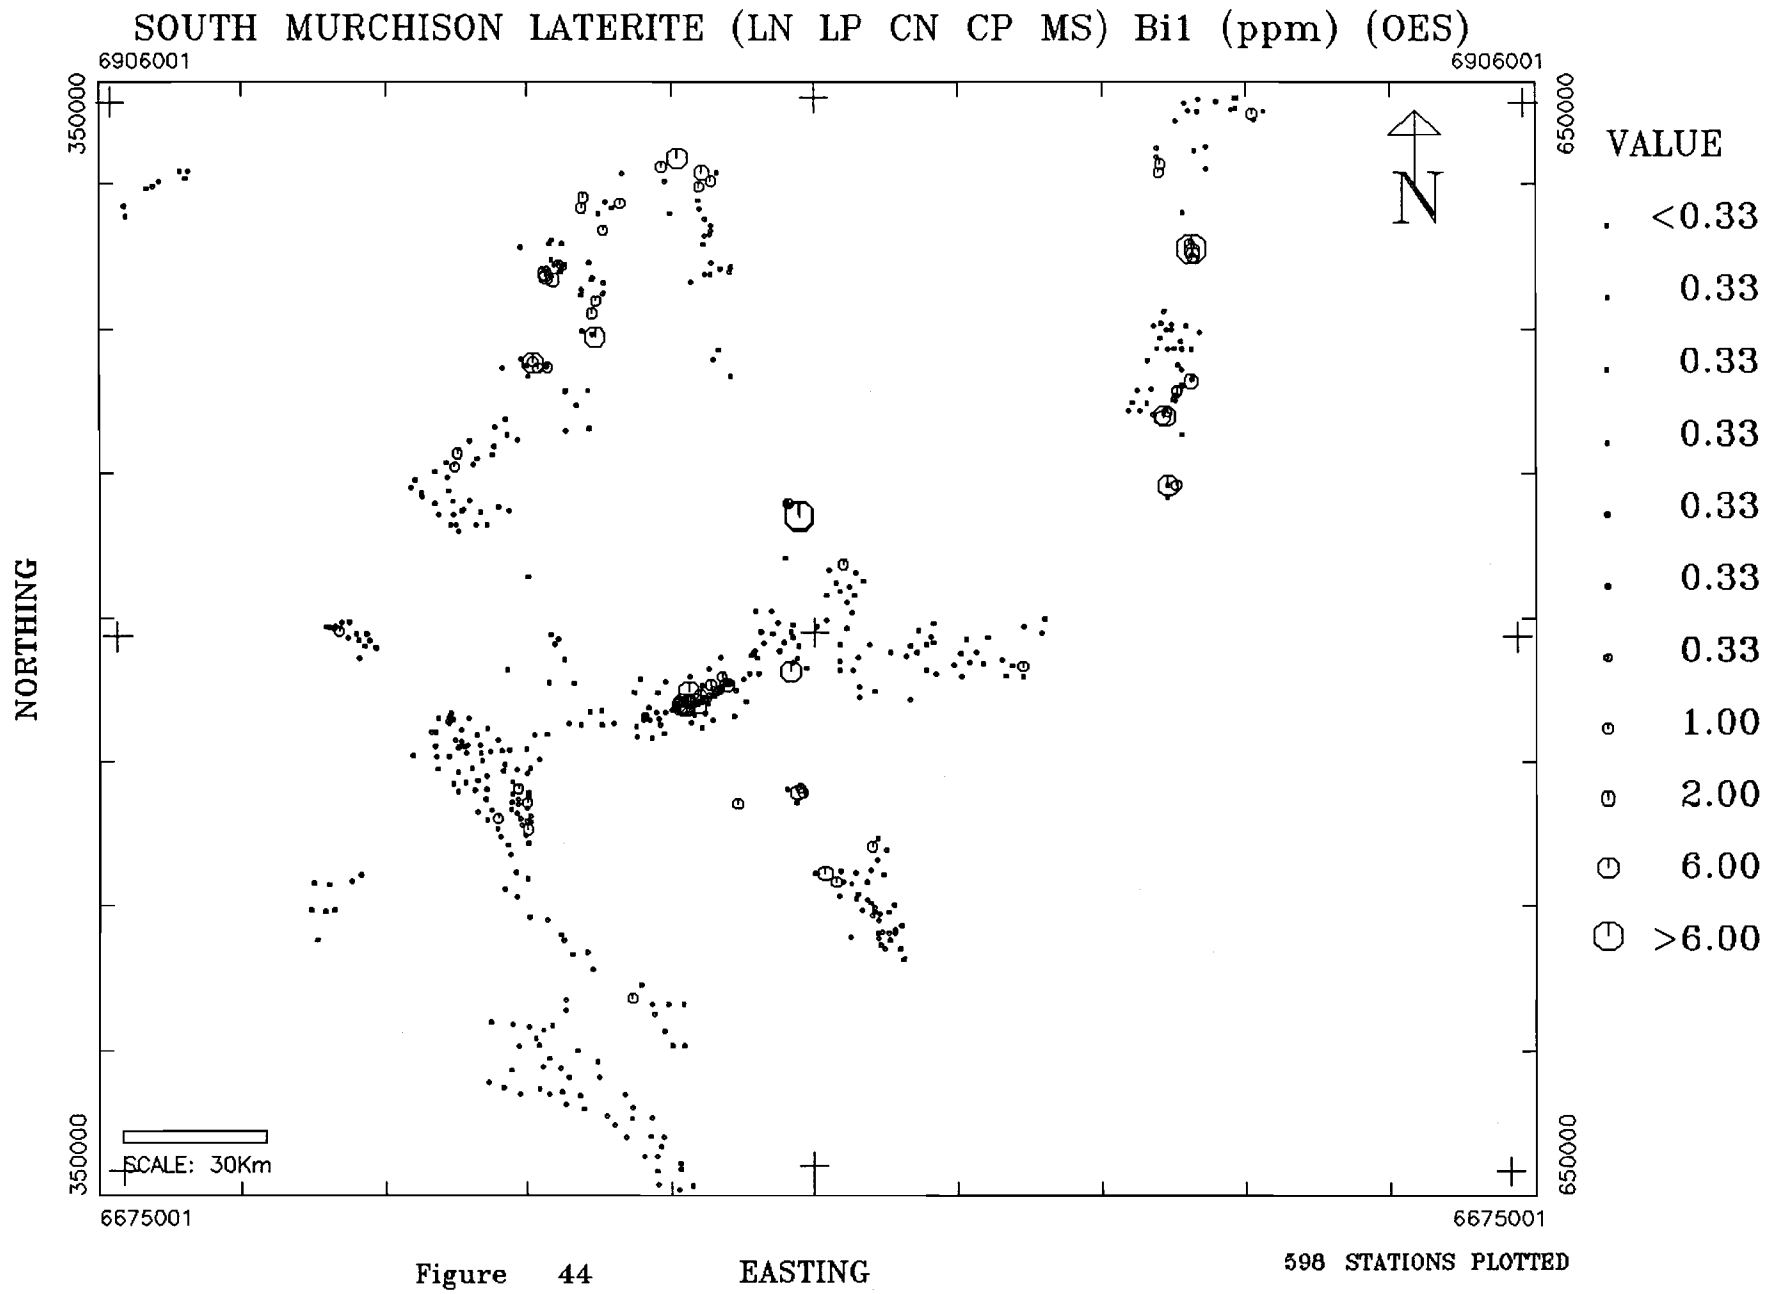 SOUTH MURCHISON LATERITE (LN LP CN CP MS) Bi1 (ppm) (OES)
6906001 6906001
350000 650000
N
VALUE
<0.33
0.33
0.33
0.33
0.33
0.33
0.33
1.00
2.00
6.00
>6.00
NORTHING
350000 650000
SCALE: 30Km
6675001 6675001
Figure 44 EASTING 598 STATIONS PLOTTED